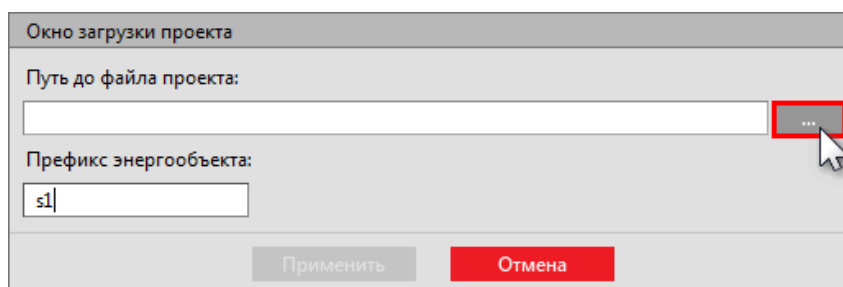 Окно загрузки проекта
Путь до файла проекта:
...
Префикс энергообъекта:
s1
Применить Отмена